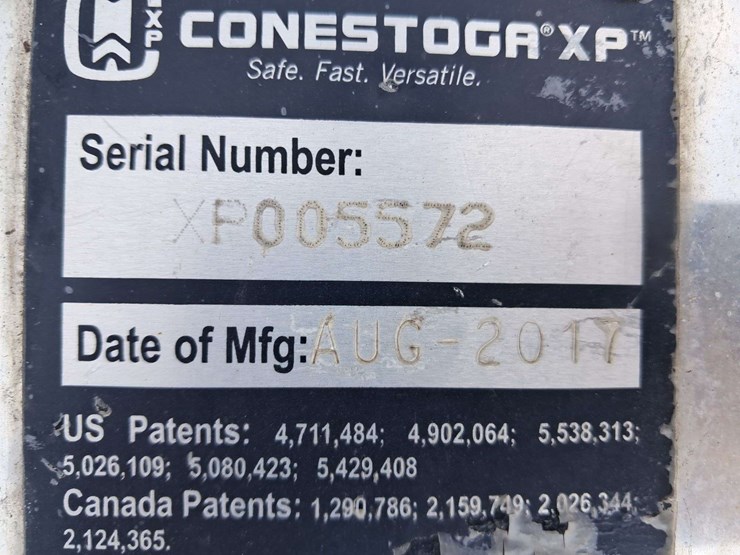 EXP CONESTOGA® XP™
Safe. Fast. Versatile.
Serial Number:
XP005572
Date of Mfg: AUG-2017
US Patents: 4,711,484; 4,902,064; 5,538,313;
5,026,109; 5,080,423; 5,429,408
Canada Patents: 1,290,786; 2,159,749; 2,026,344;
2,124,365.